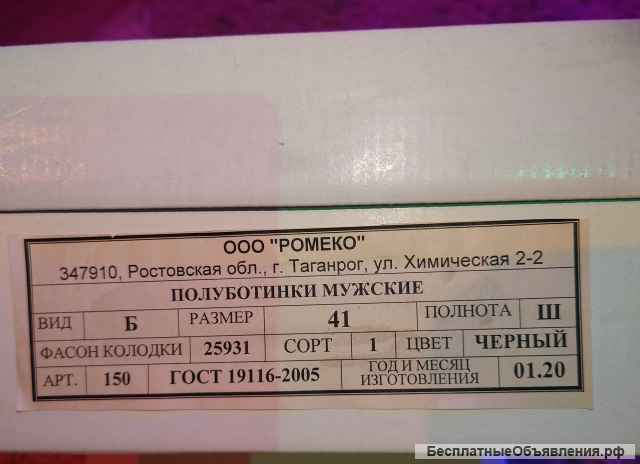 ООО "РОМЕКО"
347910, Ростовская обл., г. Таганрог, ул. Химическая 2-2
ПОЛУБОТИНКИ МУЖСКИЕ
ВИД Б РАЗМЕР 41 ПОЛНОТА Ш
ФАСОН КОЛОДКИ 25931 СОРТ 1 ЦВЕТ ЧЕРНЫЙ
АРТ. 150 ГОСТ 19116-2005 ГОД И МЕСЯЦ ИЗГОТОВЛЕНИЯ 01.20
БесплатныеОбъявления.рф